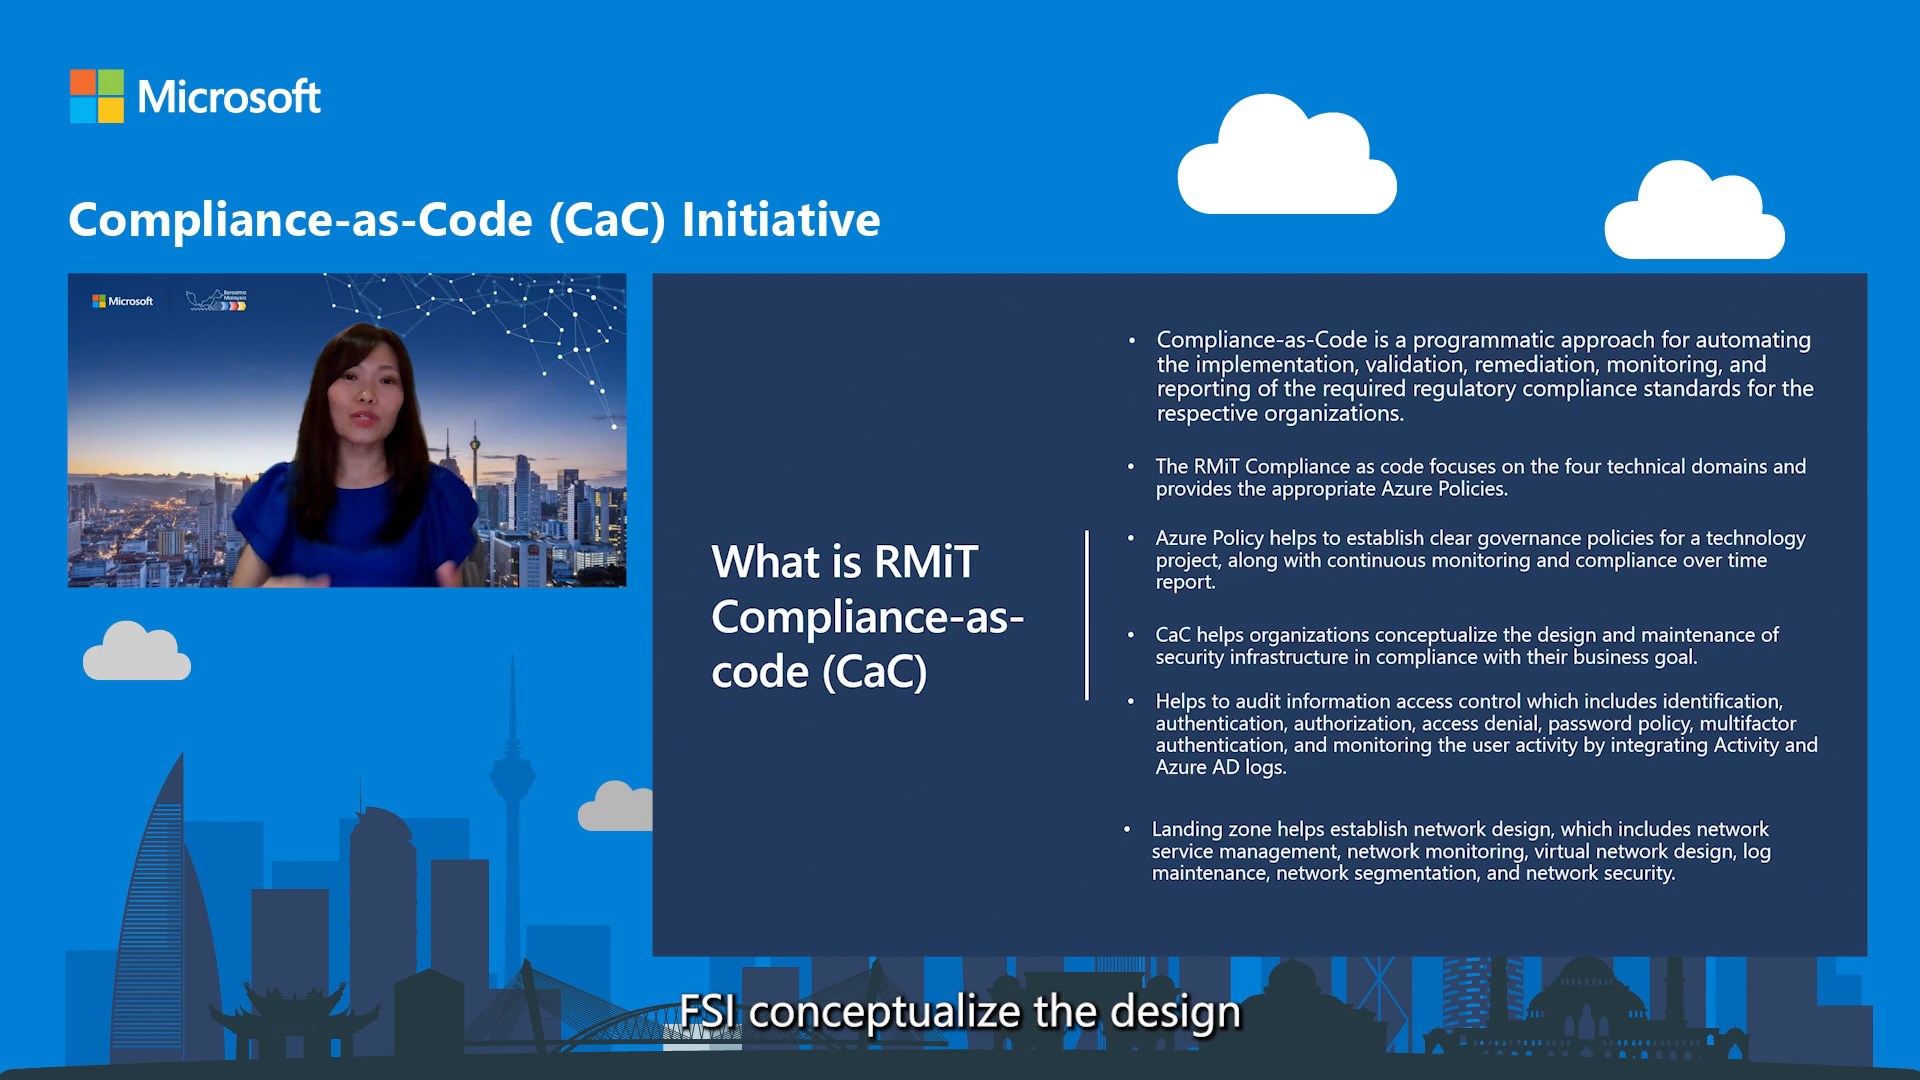 Microsoft
Compliance-as-Code (CaC) Initiative
Microsoft
Bersama
Malaysia
What is RMiT
Compliance-as-
code (CaC)
• Compliance-as-Code is a programmatic approach for automating
the implementation, validation, remediation, monitoring, and
reporting of the required regulatory compliance standards for the
respective organizations.
• The RMiT Compliance as code focuses on the four technical domains and
provides the appropriate Azure Policies.
• Azure Policy helps to establish clear governance policies for a technology
project, along with continuous monitoring and compliance over time
report.
• CaC helps organizations conceptualize the design and maintenance of
security infrastructure in compliance with their business goal.
• Helps to audit information access control which includes identification,
authentication, authorization, access denial, password policy, multifactor
authentication, and monitoring the user activity by integrating Activity and
Azure AD logs.
• Landing zone helps establish network design, which includes network
service management, network monitoring, virtual network design, log
maintenance, network segmentation, and network security.
FSI conceptualize the design